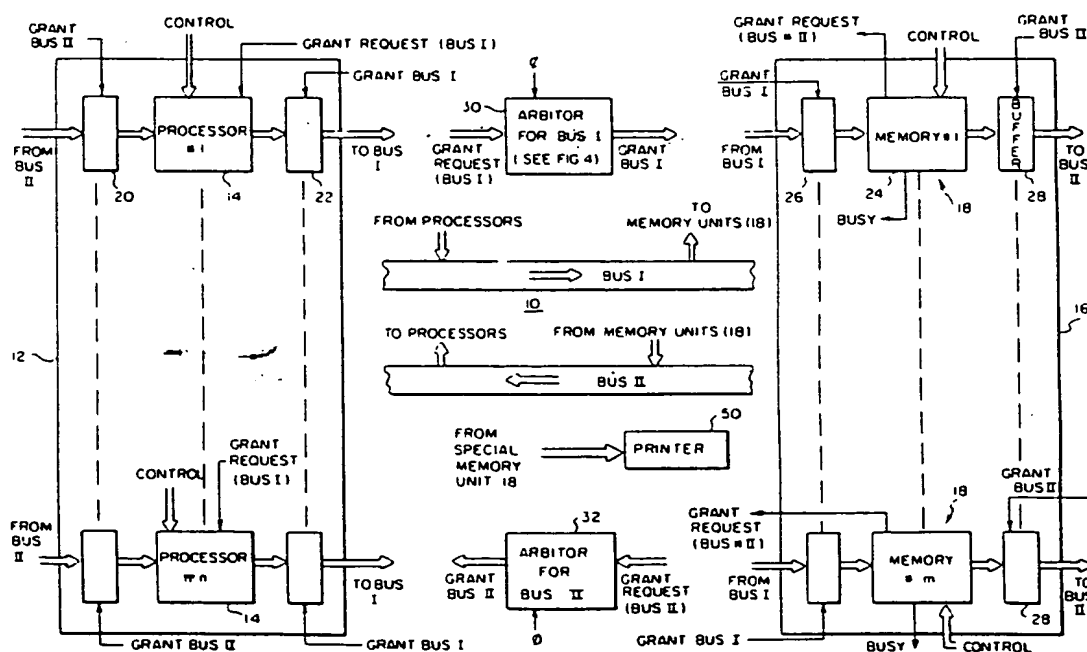 GRANT
BUS II
CONTROL
GRANT REQUEST (BUS I)
GRANT BUS I
PROCESSOR
# 1
FROM
BUS
II
TO BUS
I
20
14
22
¢
30
ARBITOR
FOR BUS I
(SEE FIG 4)
GRANT
REQUEST
(BUS I)
GRANT
BUS I
GRANT
REQUEST
(BUS # II)
CONTROL
GRANT
BUS II
GRANT
BUS I
MEMORY # 1
BUFFER
FROM
BUS I
TO
BUS
II
26
24
18
28
BUSY
FROM PROCESSORS
TO
MEMORY UNITS (18)
BUS I
10
TO PROCESSORS
FROM MEMORY UNITS (18)
BUS II
12
16
50
FROM
SPECIAL
MEMORY
UNIT 18
PRINTER
CONTROL
GRANT
REQUEST
(BUS I)
FROM
BUS
II
PROCESSOR
# n
TO BUS
I
14
GRANT BUS II
GRANT BUS I
32
ARBITOR
FOR
BUS II
GRANT
BUS II
GRANT
REQUEST
(BUS II)
Ø
GRANT
REQUEST
(BUS # II)
18
GRANT
BUS II
FROM
BUS I
MEMORY
# m
TO
BUS
II
28
GRANT BUS I
BUSY
CONTROL